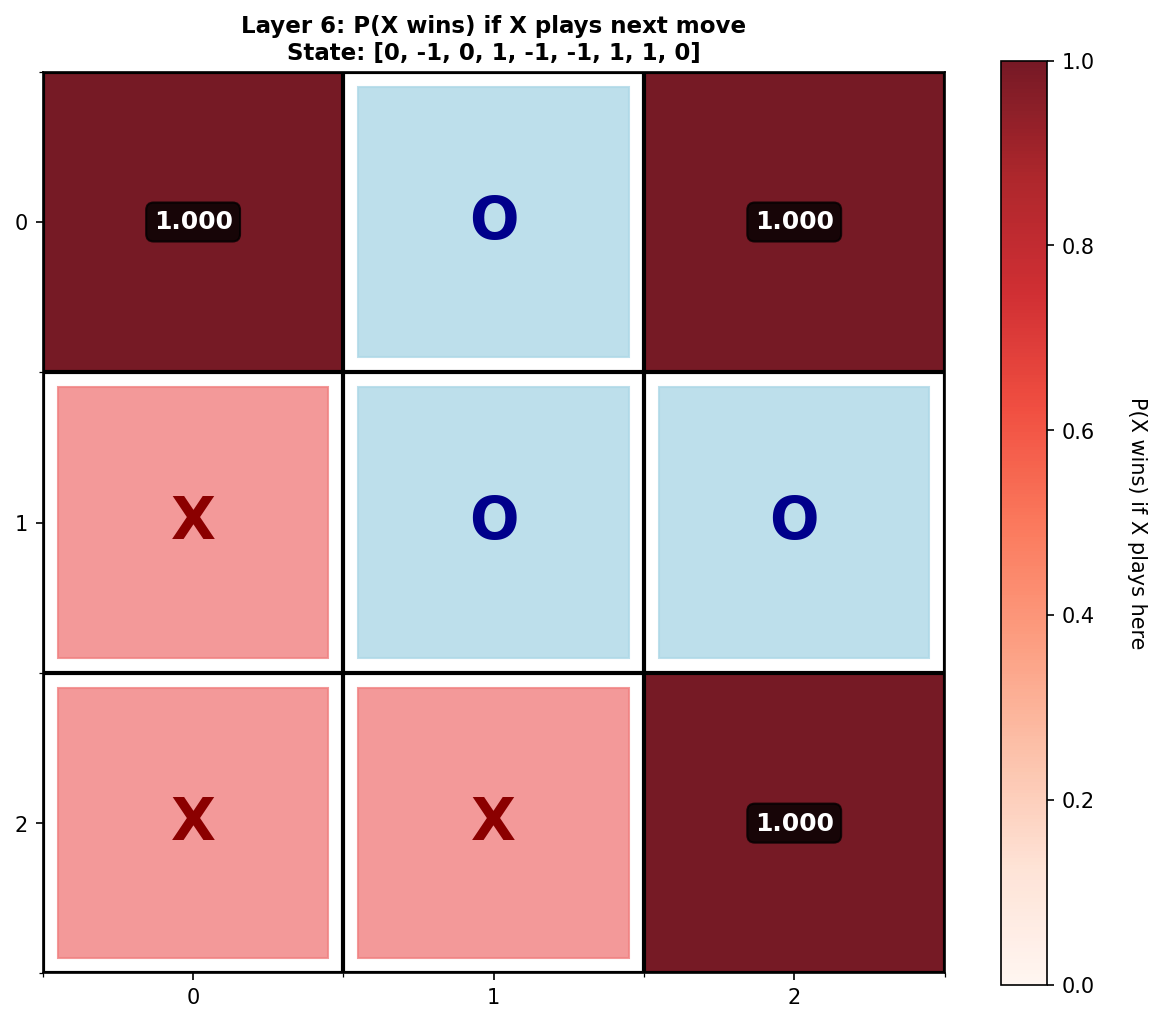 Layer 6: P(X wins) if X plays next move
State: [0, -1, 0, 1, -1, -1, 1, 1, 0]
0
1.000
O
1.000
1
X
O
O
2
X
X
1.000
0
1
2
1.0
0.8
0.6
0.4
0.2
0.0
P(X wins) if X plays here